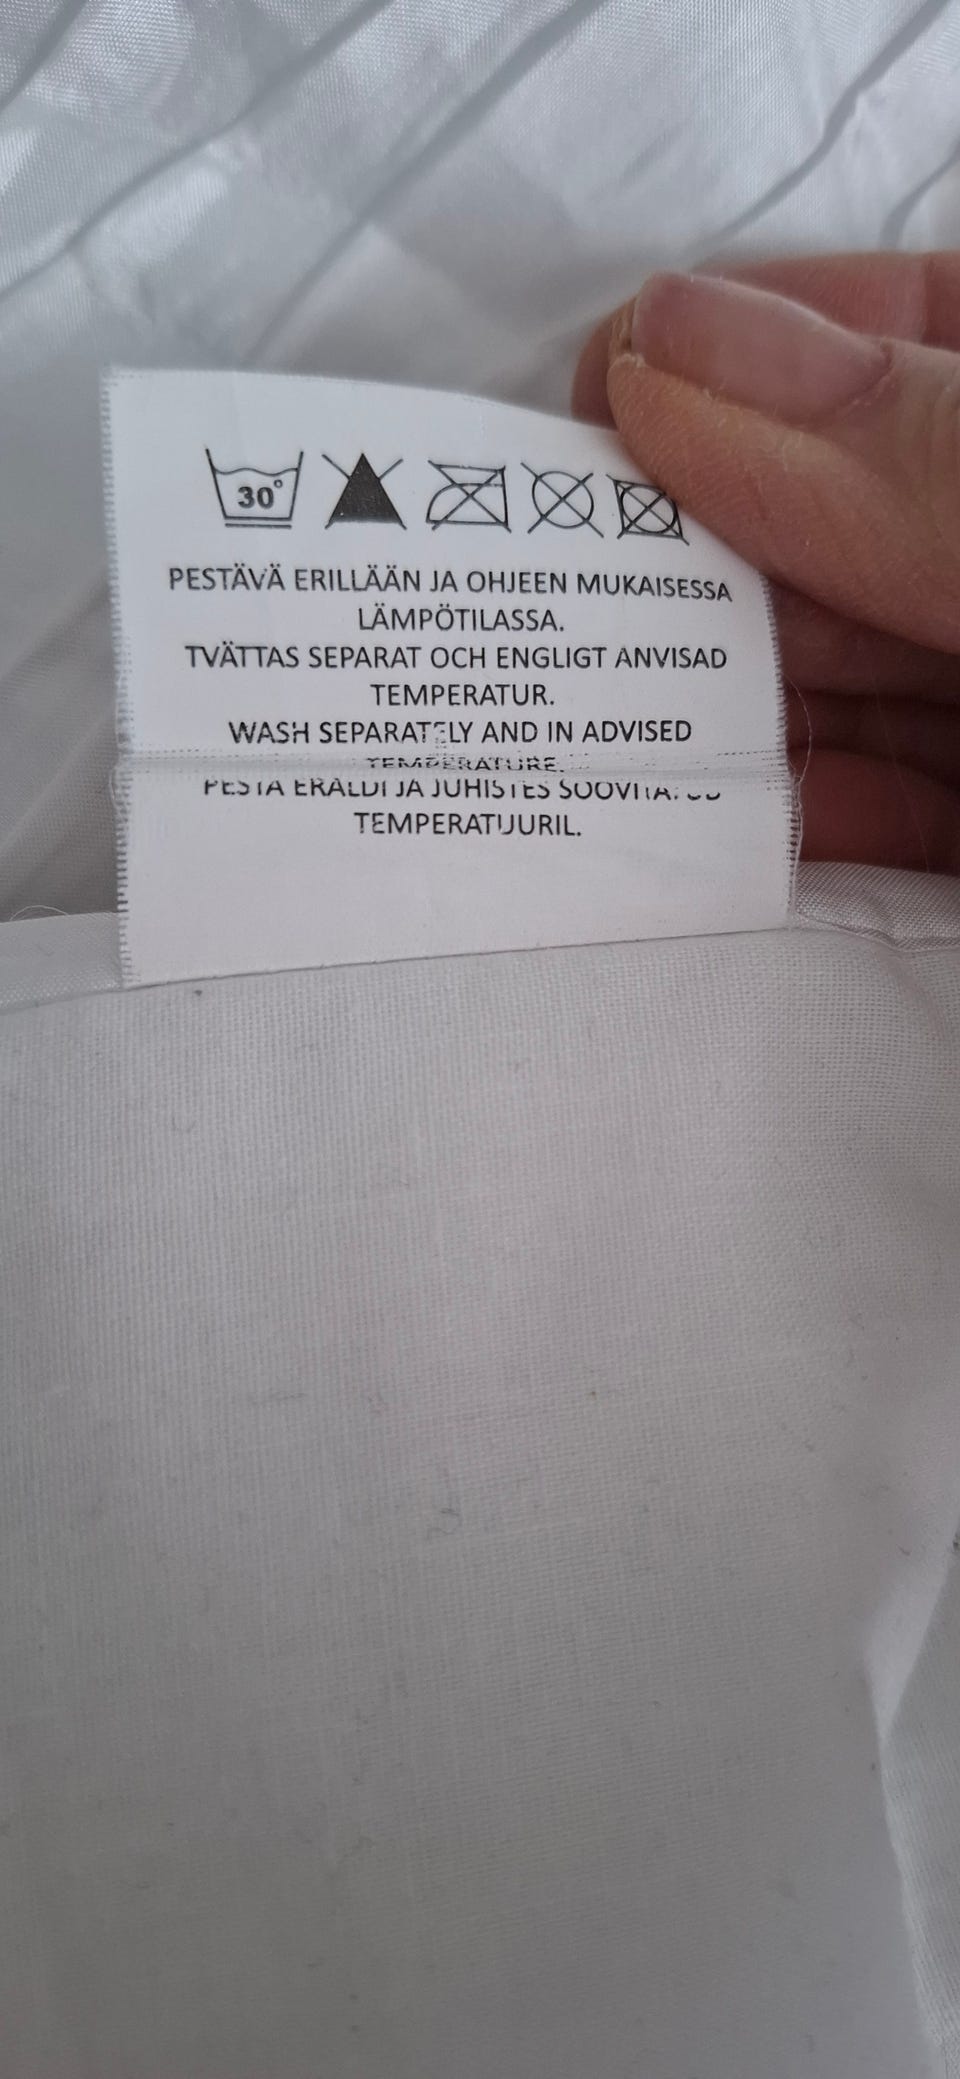 30°
PESTÄVÄ ERILLÄÄN JA OHJEEN MUKAISESSA
LÄMPÖTILASSA.
TVÄTTAS SEPARAT OCH ENGLIGT ANVISAD
TEMPERATUR.
WASH SEPARATELY AND IN ADVISED
TEMPERATURE.
PESTA ERALDI JA JUHISTES SOOVITATUD
TEMPERATUURIL.